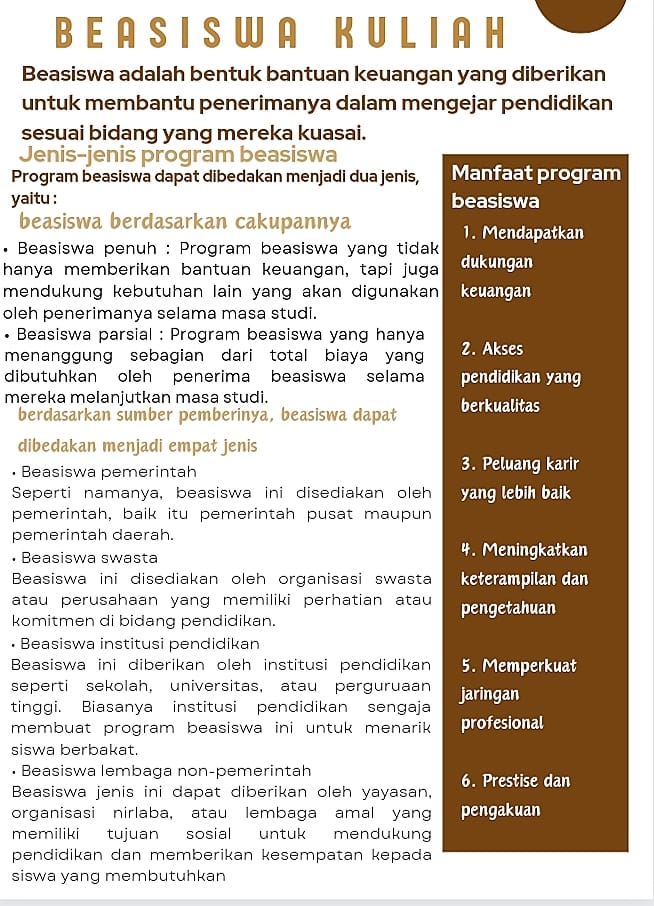 BEASISWA KULIAH
Beasiswa adalah bentuk bantuan keuangan yang diberikan
untuk membantu penerimanya dalam mengejar pendidikan
sesuai bidang yang mereka kuasai.
Jenis-jenis program beasiswa
Program beasiswa dapat dibedakan menjadi dua jenis,
yaitu :
beasiswa berdasarkan cakupannya
• Beasiswa penuh : Program beasiswa yang tidak
hanya memberikan bantuan keuangan, tapi juga
mendukung kebutuhan lain yang akan digunakan
oleh penerimanya selama masa studi.
• Beasiswa parsial : Program beasiswa yang hanya
menanggung sebagian dari total biaya yang
dibutuhkan oleh penerima beasiswa selama
mereka melanjutkan masa studi.
berdasarkan sumber pemberinya, beasiswa dapat
dibedakan menjadi empat jenis
• Beasiswa pemerintah
Seperti namanya, beasiswa ini disediakan oleh
pemerintah, baik itu pemerintah pusat maupun
pemerintah daerah.
• Beasiswa swasta
Beasiswa ini disediakan oleh organisasi swasta
atau perusahaan yang memiliki perhatian atau
komitmen di bidang pendidikan.
• Beasiswa institusi pendidikan
Beasiswa ini diberikan oleh institusi pendidikan
seperti sekolah, universitas, atau perguruaan
tinggi. Biasanya institusi pendidikan sengaja
membuat program beasiswa ini untuk menarik
siswa berbakat.
• Beasiswa lembaga non-pemerintah
Beasiswa jenis ini dapat diberikan oleh yayasan,
organisasi nirlaba, atau lembaga amal yang
memiliki tujuan sosial untuk mendukung
pendidikan dan memberikan kesempatan kepada
siswa yang membutuhkan
Manfaat program
beasiswa
1. Mendapatkan
dukungan
keuangan
2. Akses
pendidikan yang
berkualitas
3. Peluang karir
yang lebih baik
4. Meningkatkan
keterampilan dan
pengetahuan
5. Memperkuat
jaringan
profesional
6. Prestise dan
pengakuan